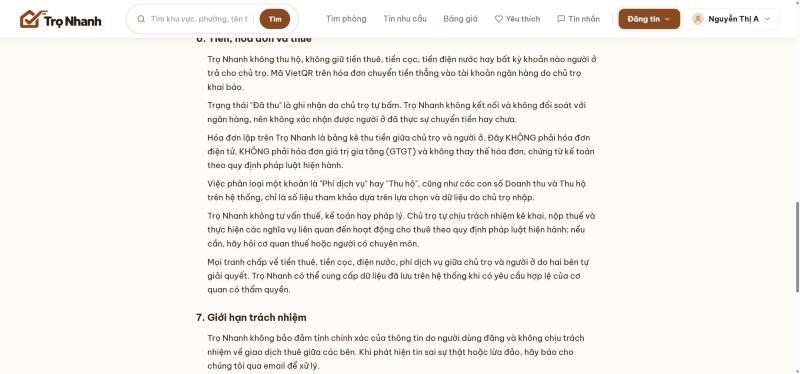 Trọ Nhanh
Tìm khu vực, phường, tên t
Tìm
Tìm phòng
Tin nhu cầu
Bảng giá
Yêu thích
Tin nhắn
Đăng tin
Nguyễn Thị A
6. Tiền, hóa đơn và thuế
Trọ Nhanh không thu hộ, không giữ tiền thuê, tiền cọc, tiền điện nước hay bất kỳ khoản nào người ở
trả cho chủ trọ. Mã VietQR trên hóa đơn chuyển tiền thẳng vào tài khoản ngân hàng do chủ trọ
khai báo.
Trạng thái "Đã thu" là ghi nhận do chủ trọ tự bấm. Trọ Nhanh không kết nối và không đối soát với
ngân hàng, nên không xác nhận được người ở đã thực sự chuyển tiền hay chưa.
Hóa đơn lập trên Trọ Nhanh là bảng kê thu tiền giữa chủ trọ và người ở. Đây KHÔNG phải hóa đơn
điện tử, KHÔNG phải hóa đơn giá trị gia tăng (GTGT) và không thay thế hóa đơn, chứng từ kế toán
theo quy định pháp luật hiện hành.
Việc phân loại một khoản là "Phí dịch vụ" hay "Thu hộ", cũng như các con số Doanh thu và Thu hộ
trên hệ thống, chỉ là số liệu tham khảo dựa trên lựa chọn và dữ liệu do chủ trọ nhập.
Trọ Nhanh không tư vấn thuế, kế toán hay pháp lý. Chủ trọ tự chịu trách nhiệm kê khai, nộp thuế và
thực hiện các nghĩa vụ liên quan đến hoạt động cho thuê theo quy định pháp luật hiện hành; nếu
cần, hãy hỏi cơ quan thuế hoặc người có chuyên môn.
Mọi tranh chấp về tiền thuê, tiền cọc, điện nước, phí dịch vụ giữa chủ trọ và người ở do hai bên tự
giải quyết. Trọ Nhanh có thể cung cấp dữ liệu đã lưu trên hệ thống khi có yêu cầu hợp lệ của cơ
quan có thẩm quyền.
7. Giới hạn trách nhiệm
Trọ Nhanh không bảo đảm tính chính xác của thông tin do người dùng đăng và không chịu trách
nhiệm về giao dịch thuê giữa các bên. Khi phát hiện tin sai sự thật hoặc lừa đảo, hãy báo cho
chúng tôi qua email để xử lý.